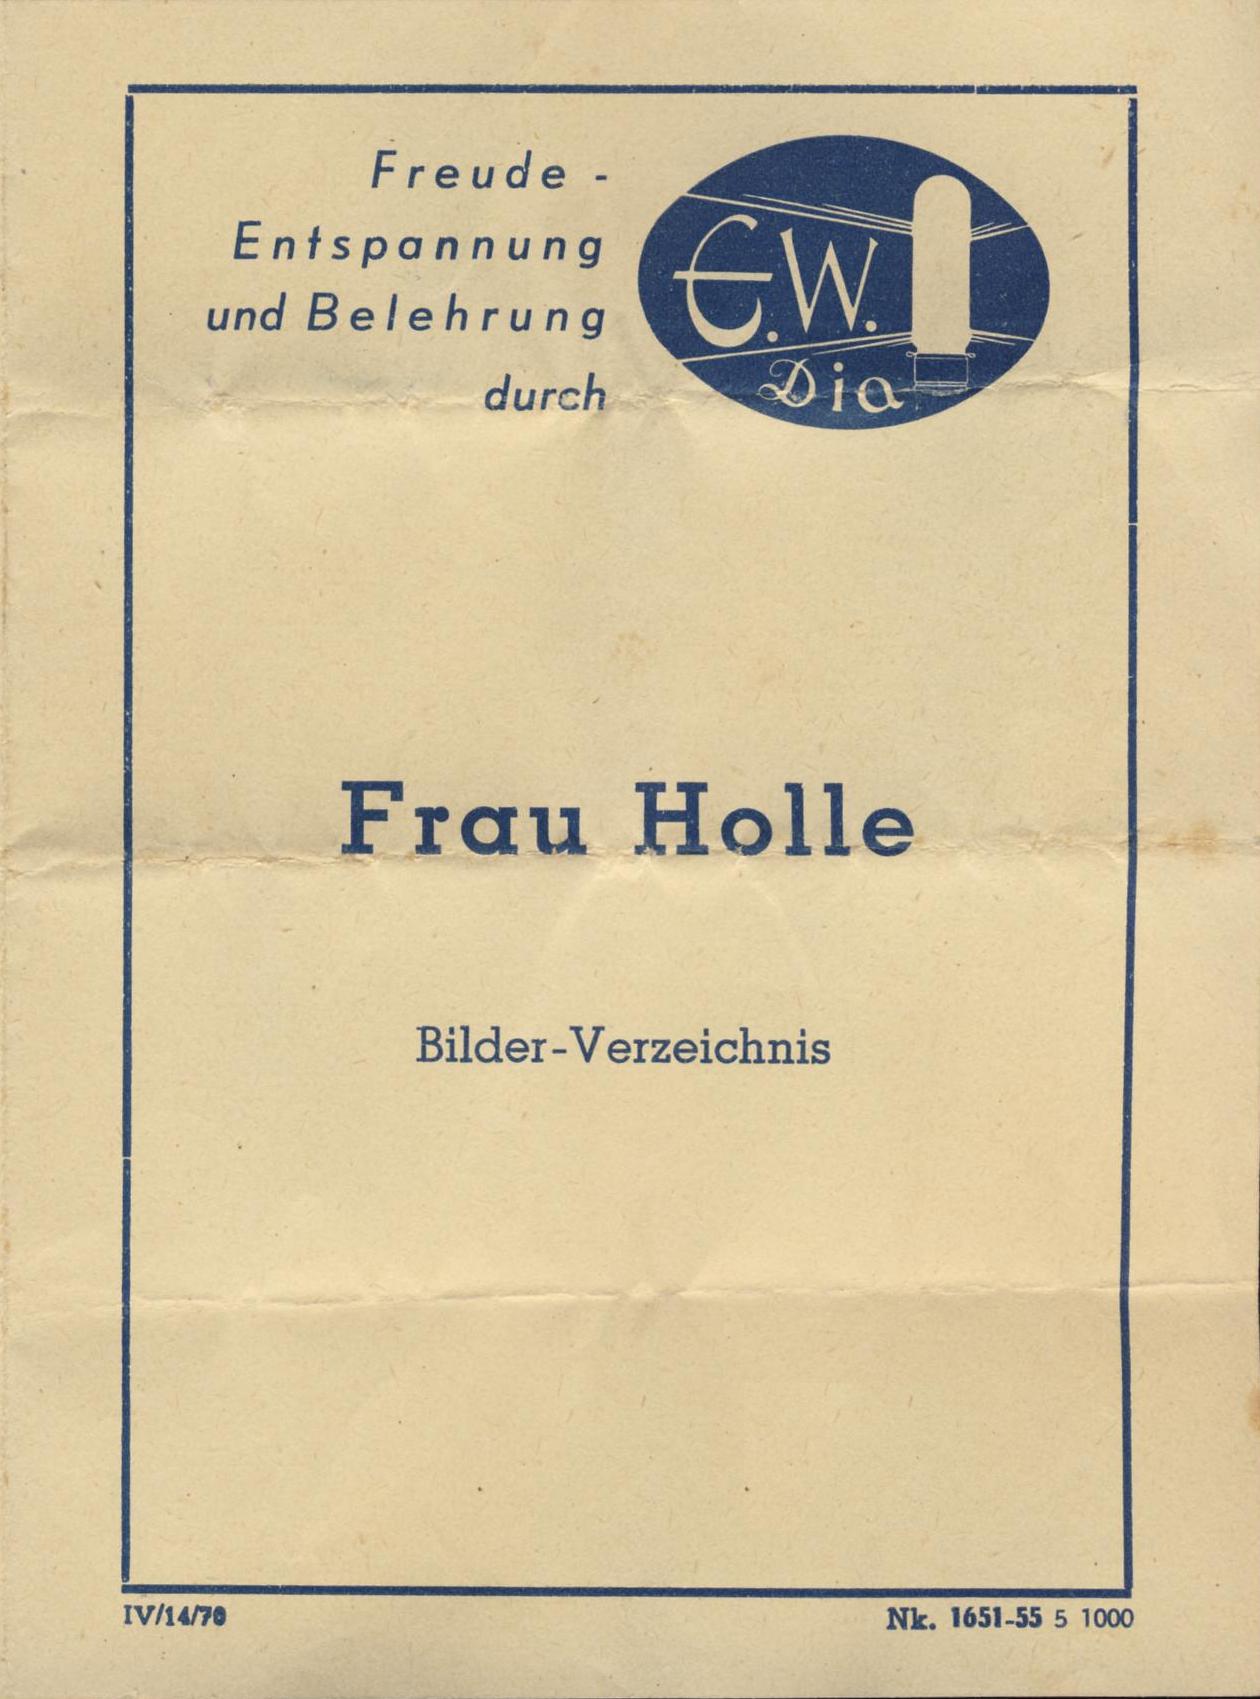 Freude -
Entspannung
und Belehrung
durch
E.W.
Dia
Frau Holle
Bilder-Verzeichnis
IV/14/70
Nk. 1651-55 5 1000